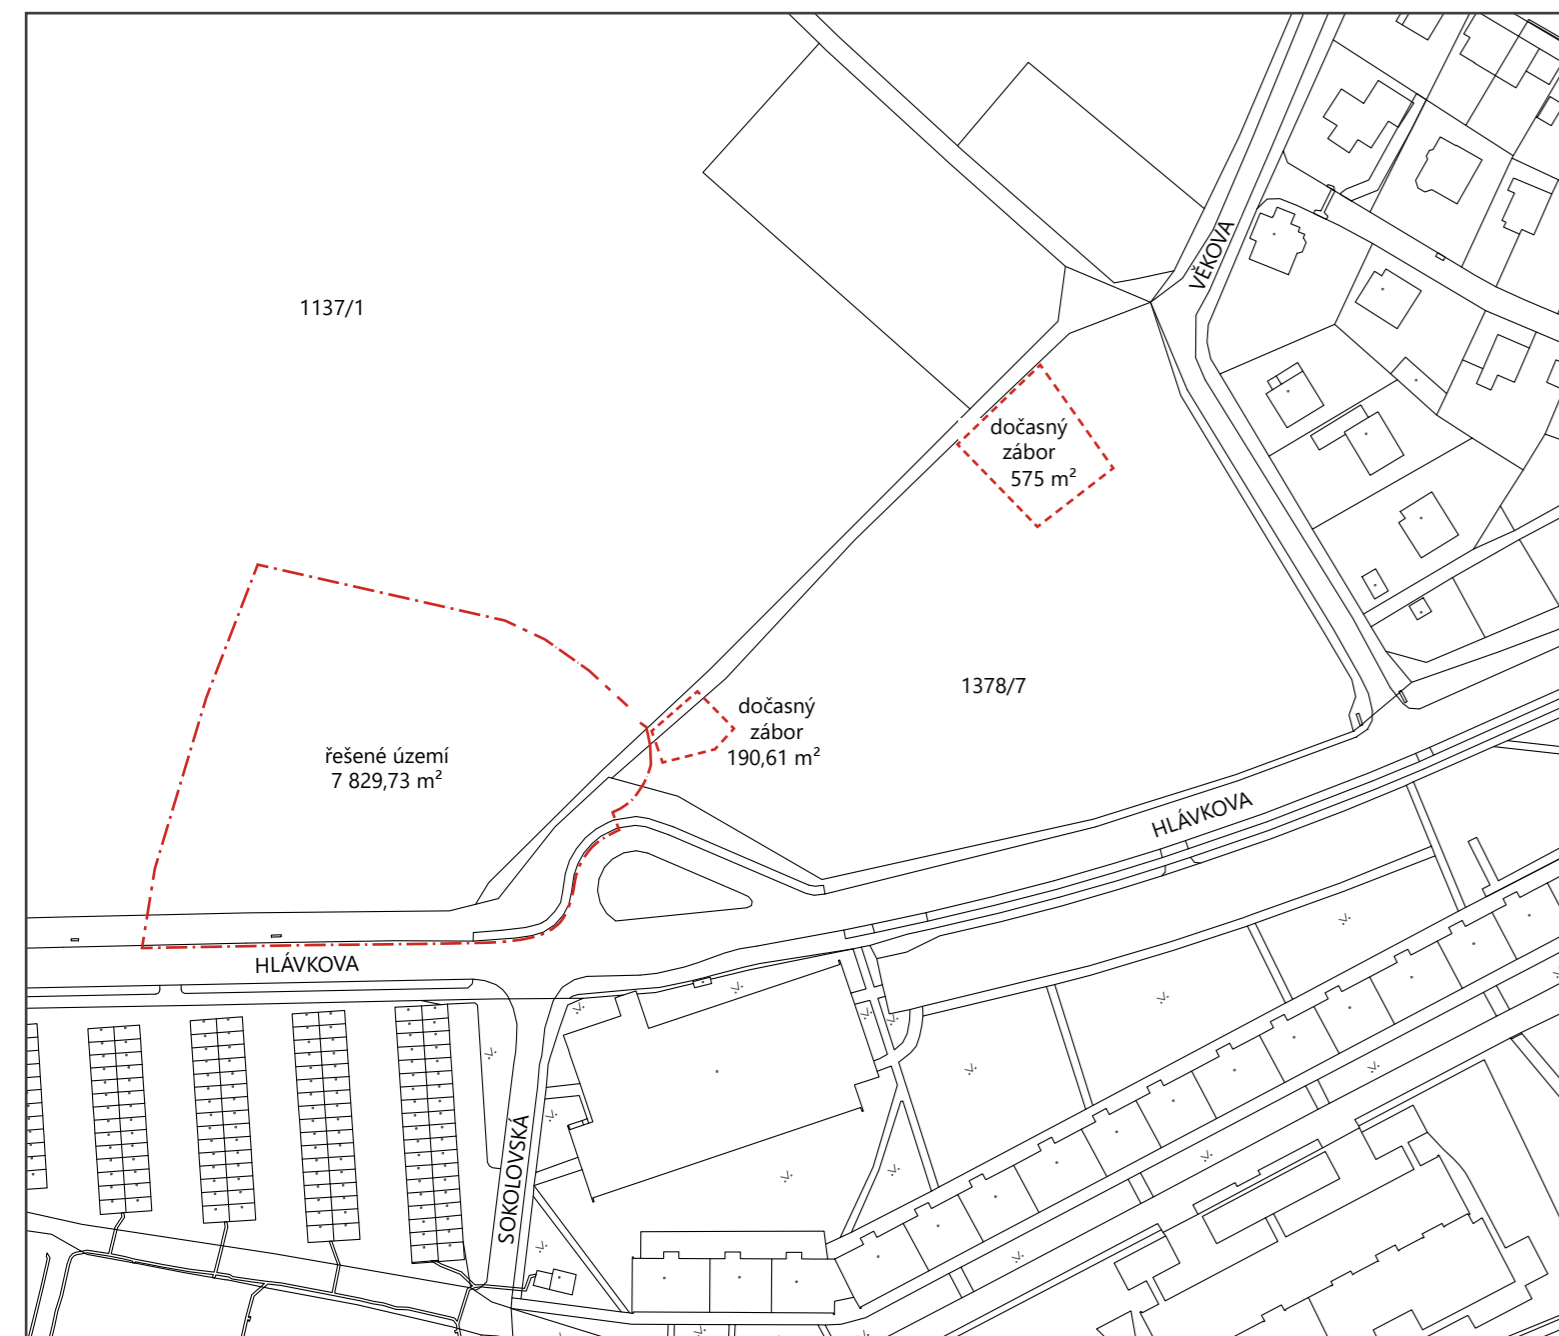 VĚKOVA
1137/1
dočasný
zábor
575 m²
1378/7
dočasný
zábor
190,61 m²
řešené území
7 829,73 m²
HLÁVKOVA
HLÁVKOVA
SOKOLOVSKÁ